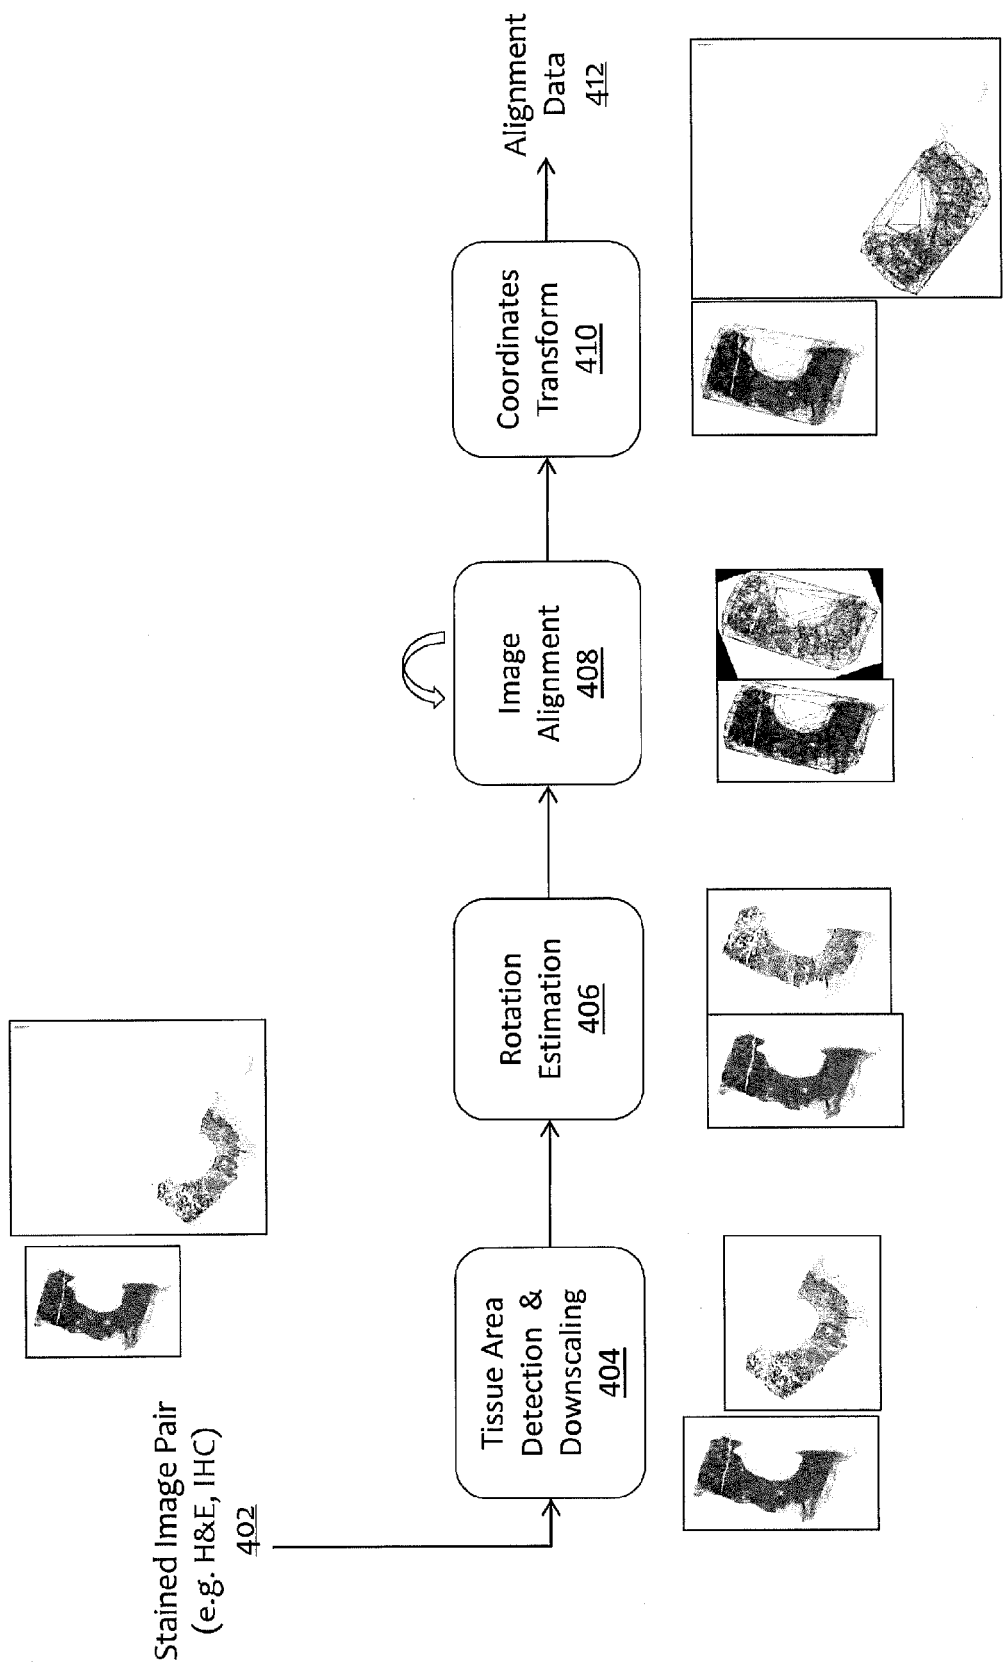 Stained Image Pair
(e.g. H&E, IHC)
402
Tissue Area
Detection &
Downscaling
404
Rotation
Estimation
406
Image
Alignment
408
Coordinates
Transform
410
Alignment
Data
412